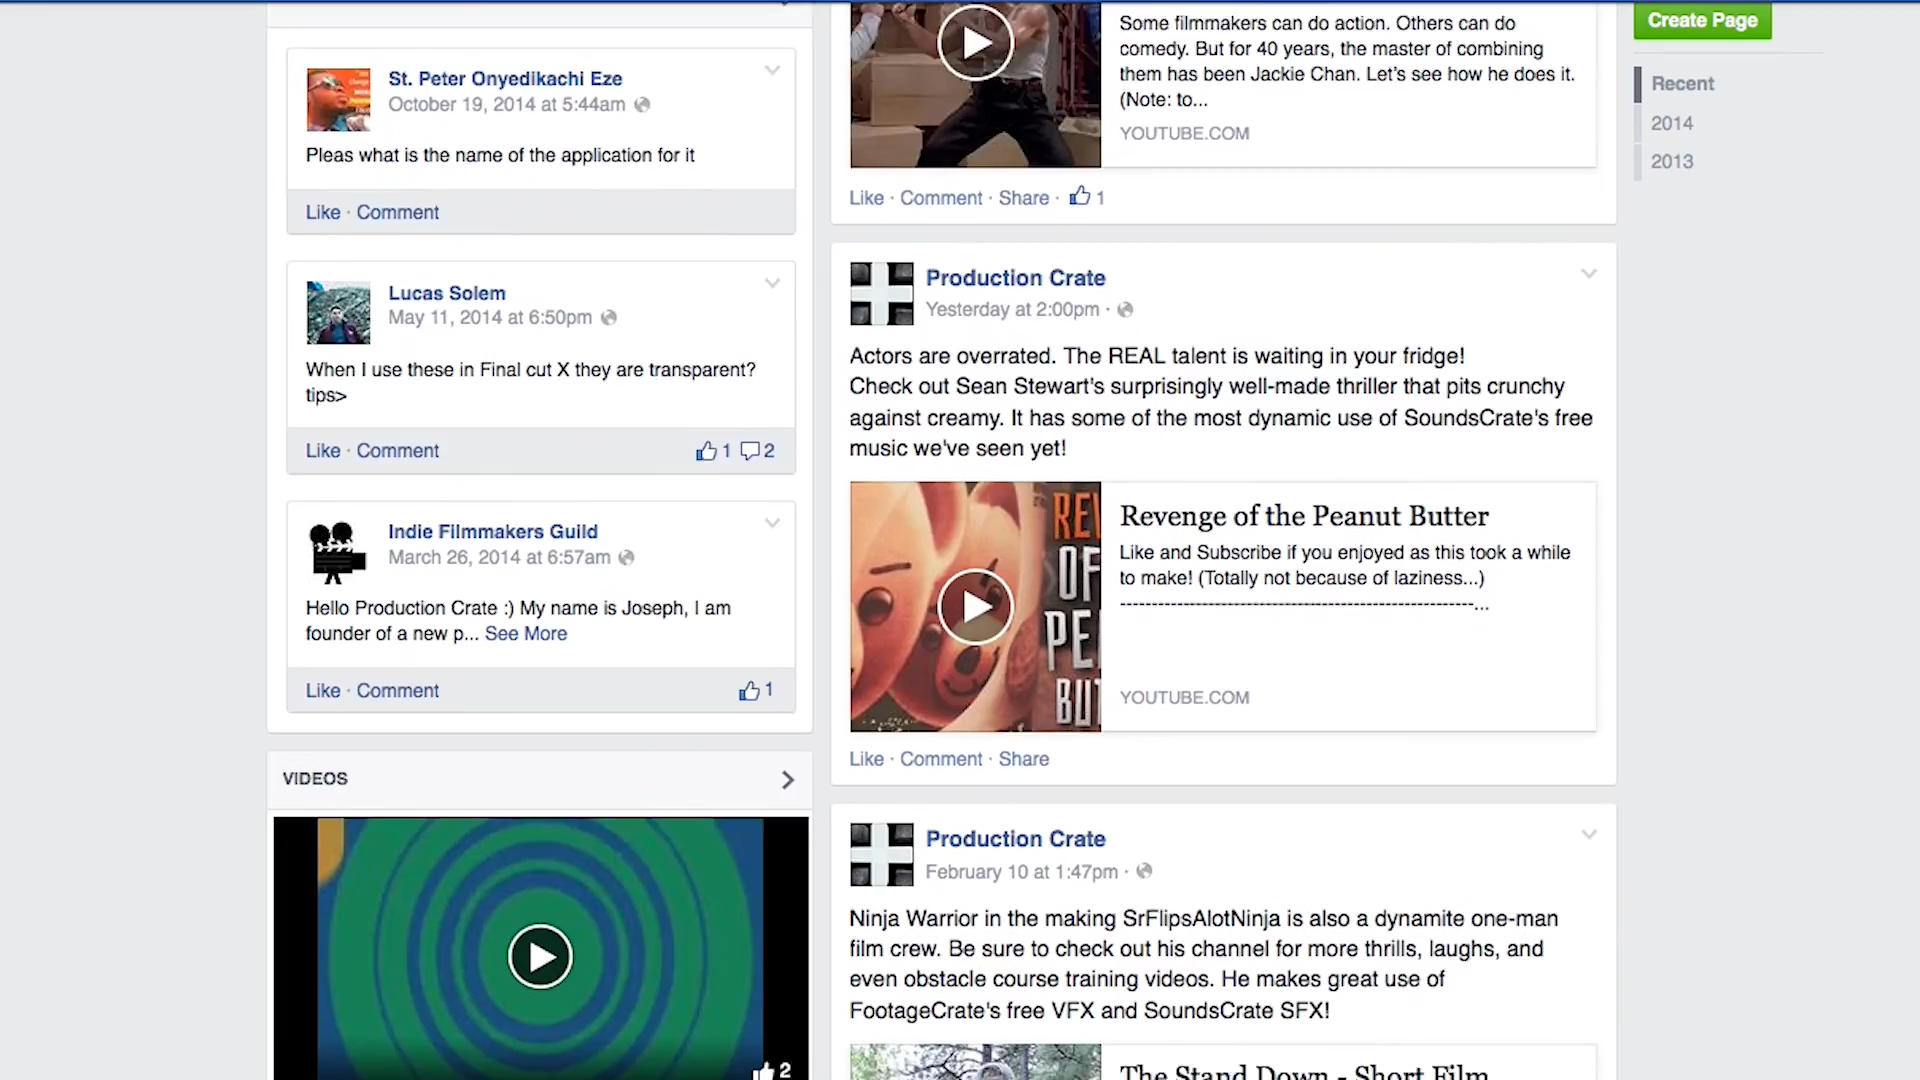 St. Peter Onyedikachi Eze
October 19, 2014 at 5:44am
Pleas what is the name of the application for it
Like · Comment
Lucas Solem
May 11, 2014 at 6:50pm
When I use these in Final cut X they are transparent?
tips>
Like · Comment
1 2
Indie Filmmakers Guild
March 26, 2014 at 6:57am
Hello Production Crate :) My name is Joseph, I am
founder of a new p... See More
Like · Comment
1
VIDEOS
2
Some filmmakers can do action. Others can do
comedy. But for 40 years, the master of combining
them has been Jackie Chan. Let's see how he does it.
(Note: to...
YOUTUBE.COM
Like · Comment · Share · 1
Production Crate
Yesterday at 2:00pm ·
Actors are overrated. The REAL talent is waiting in your fridge!
Check out Sean Stewart's surprisingly well-made thriller that pits crunchy
against creamy. It has some of the most dynamic use of SoundsCrate's free
music we've seen yet!
REV
OF
PE
BUT
Revenge of the Peanut Butter
Like and Subscribe if you enjoyed as this took a while
to make! (Totally not because of laziness...)
--------------------------------------------------------...
YOUTUBE.COM
Like · Comment · Share
Production Crate
February 10 at 1:47pm ·
Ninja Warrior in the making SrFlipsAlotNinja is also a dynamite one-man
film crew. Be sure to check out his channel for more thrills, laughs, and
even obstacle course training videos. He makes great use of
FootageCrate's free VFX and SoundsCrate SFX!
The Stand Down - Short Film
Create Page
Recent
2014
2013